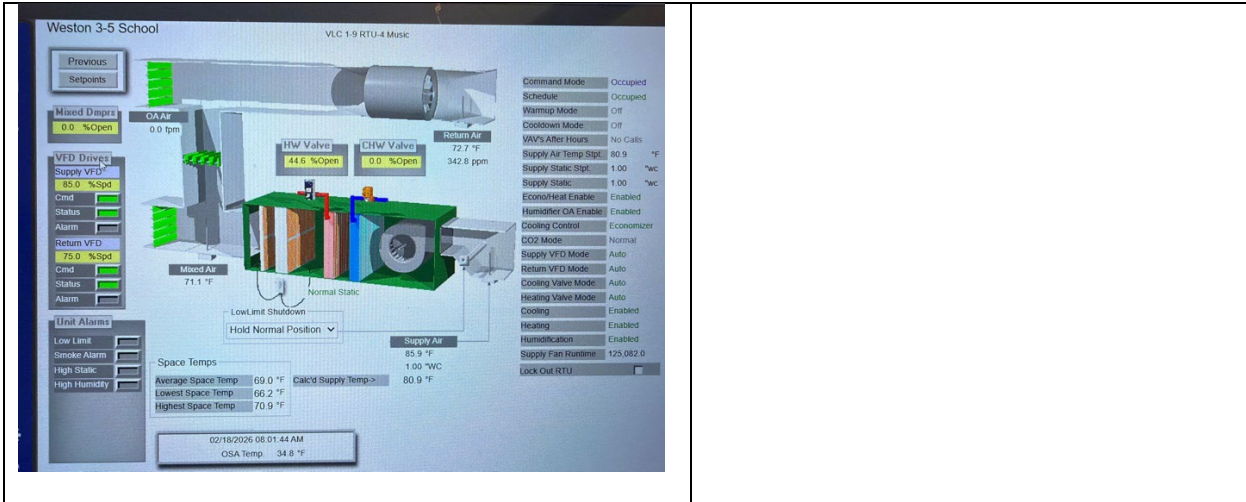 Weston 3-5 School
VLC 1-9 RTU-4 Music
Previous
Setpoints
Mixed Dmprs
0.0 %Open
OA Air
0.0 fpm
VFD Drives
Supply VFD
85.0 %Spd
Cmd
Status
Alarm
Return VFD
75.0 %Spd
Cmd
Status
Alarm
Unit Alarms
Low Limit
Smoke Alarm
High Static
High Humidity
HW Valve
44.6 %Open
CHW Valve
0.0 %Open
Return Air
72.7 °F
342.8 ppm
Mixed Air
71.1 °F
Normal Static
LowLimit Shutdown
Hold Normal Position
Supply Air
85.9 °F
1.00 "WC
80.9 °F
Space Temps
Average Space Temp 69.0 °F Calc'd Supply Temp->
Lowest Space Temp 66.2 °F
Highest Space Temp 70.9 °F
02/18/2026 08:01:44 AM
OSA Temp 34.8 °F
Command Mode Occupied
Schedule Occupied
Warmup Mode Off
Cooldown Mode Off
VAV's After Hours No Calls
Supply Air Temp Stpt. 80.9 °F
Supply Static Stpt. 1.00 "wc
Supply Static 1.00 "wc
Econo/Heat Enable Enabled
Humidifier OA Enable Enabled
Cooling Control Economizer
CO2 Mode Normal
Supply VFD Mode Auto
Return VFD Mode Auto
Cooling Valve Mode Auto
Heating Valve Mode Auto
Cooling Enabled
Heating Enabled
Humidification Enabled
Supply Fan Runtime 125,082.0
Lock Out RTU